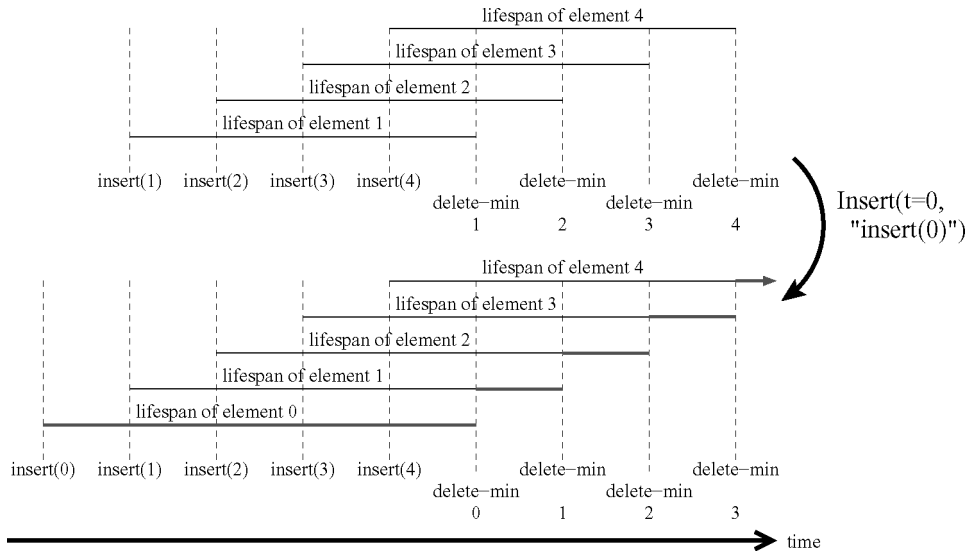 lifespan of element 4
lifespan of element 3
lifespan of element 2
lifespan of element 1
insert(1) insert(2) insert(3) insert(4) delete−min delete−min
delete−min delete−min
1 2 3 4
Insert(t=0,
"insert(0)")
lifespan of element 4
lifespan of element 3
lifespan of element 2
lifespan of element 1
lifespan of element 0
insert(0) insert(1) insert(2) insert(3) insert(4) delete−min delete−min
delete−min delete−min
0 1 2 3
time